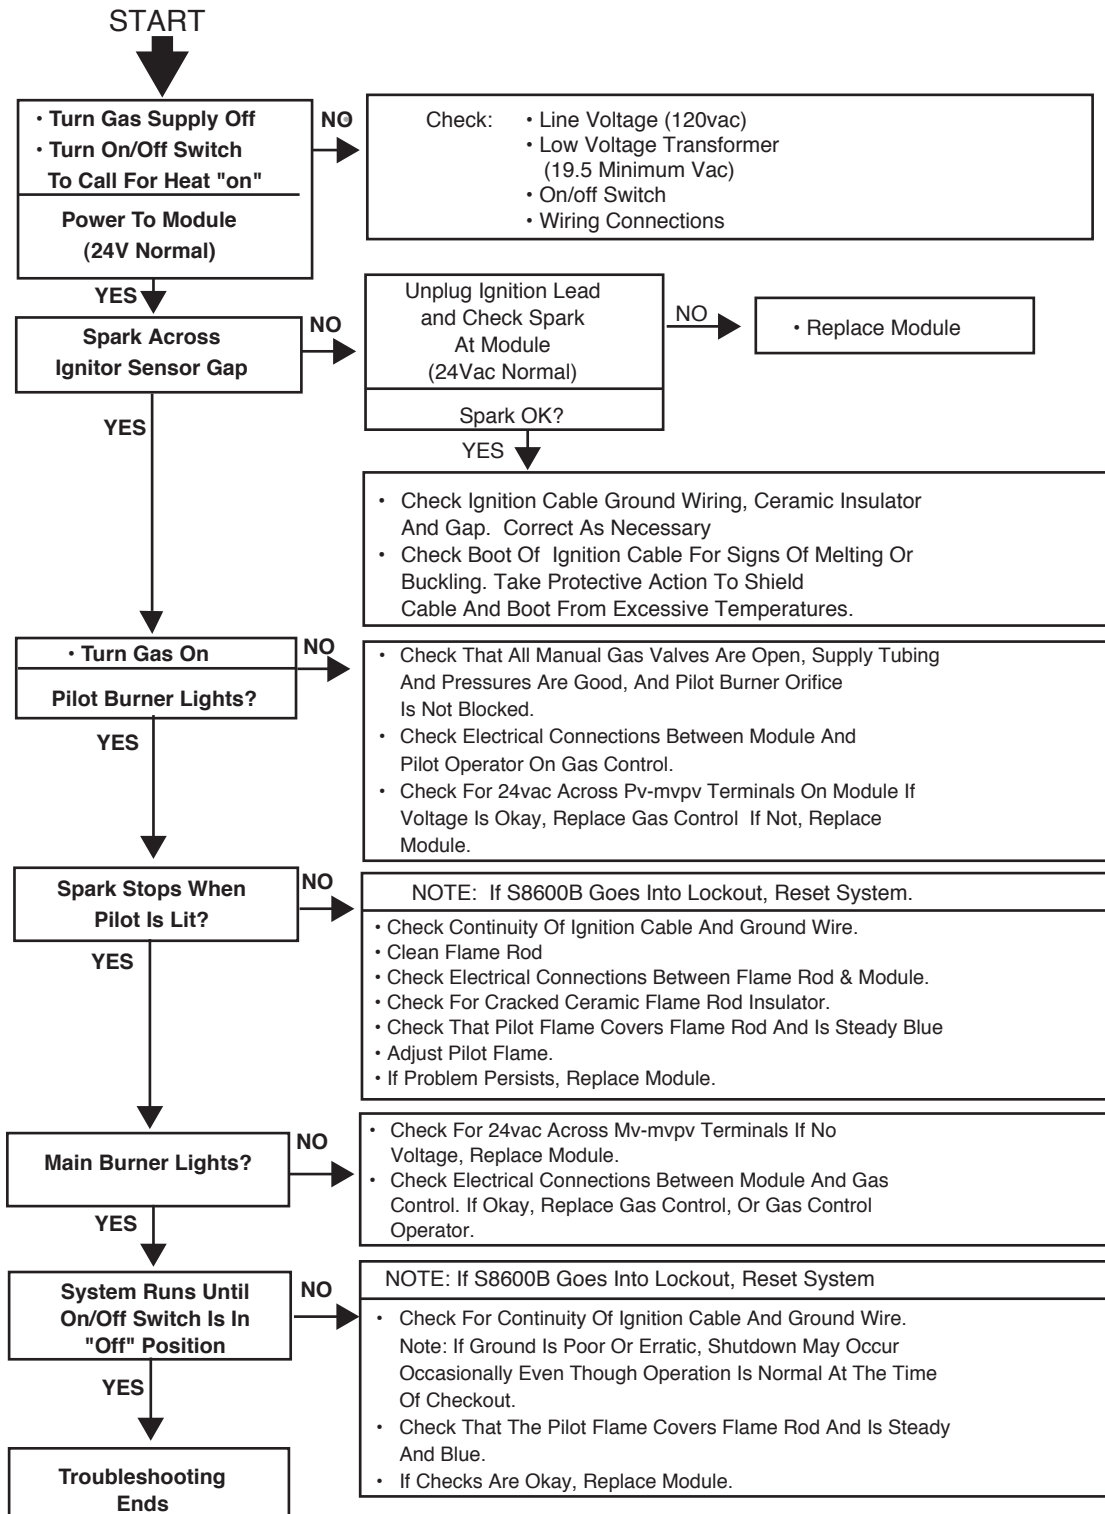 START
• Turn Gas Supply Off
• Turn On/Off Switch
To Call For Heat "on"
Power To Module
(24V Normal)
NO
Check: • Line Voltage (120vac)
• Low Voltage Transformer
(19.5 Minimum Vac)
• On/off Switch
• Wiring Connections
YES
Spark Across
Ignitor Sensor Gap
NO
Unplug Ignition Lead
and Check Spark
At Module
(24Vac Normal)
Spark OK?
NO
• Replace Module
YES
YES
• Check Ignition Cable Ground Wiring, Ceramic Insulator
And Gap. Correct As Necessary
• Check Boot Of Ignition Cable For Signs Of Melting Or
Buckling. Take Protective Action To Shield
Cable And Boot From Excessive Temperatures.
• Turn Gas On
Pilot Burner Lights?
NO
• Check That All Manual Gas Valves Are Open, Supply Tubing
And Pressures Are Good, And Pilot Burner Orifice
Is Not Blocked.
• Check Electrical Connections Between Module And
Pilot Operator On Gas Control.
• Check For 24vac Across Pv-mvpv Terminals On Module If
Voltage Is Okay, Replace Gas Control If Not, Replace
Module.
YES
Spark Stops When
Pilot Is Lit?
NO
NOTE: If S8600B Goes Into Lockout, Reset System.
• Check Continuity Of Ignition Cable And Ground Wire.
• Clean Flame Rod
• Check Electrical Connections Between Flame Rod & Module.
• Check For Cracked Ceramic Flame Rod Insulator.
• Check That Pilot Flame Covers Flame Rod And Is Steady Blue
• Adjust Pilot Flame.
• If Problem Persists, Replace Module.
YES
Main Burner Lights?
NO
• Check For 24vac Across Mv-mvpv Terminals If No
Voltage, Replace Module.
• Check Electrical Connections Between Module And Gas
Control. If Okay, Replace Gas Control, Or Gas Control
Operator.
YES
System Runs Until
On/Off Switch Is In
"Off" Position
NO
NOTE: If S8600B Goes Into Lockout, Reset System
• Check For Continuity Of Ignition Cable And Ground Wire.
Note: If Ground Is Poor Or Erratic, Shutdown May Occur
Occasionally Even Though Operation Is Normal At The Time
Of Checkout.
• Check That The Pilot Flame Covers Flame Rod And Is Steady
And Blue.
• If Checks Are Okay, Replace Module.
YES
Troubleshooting
Ends